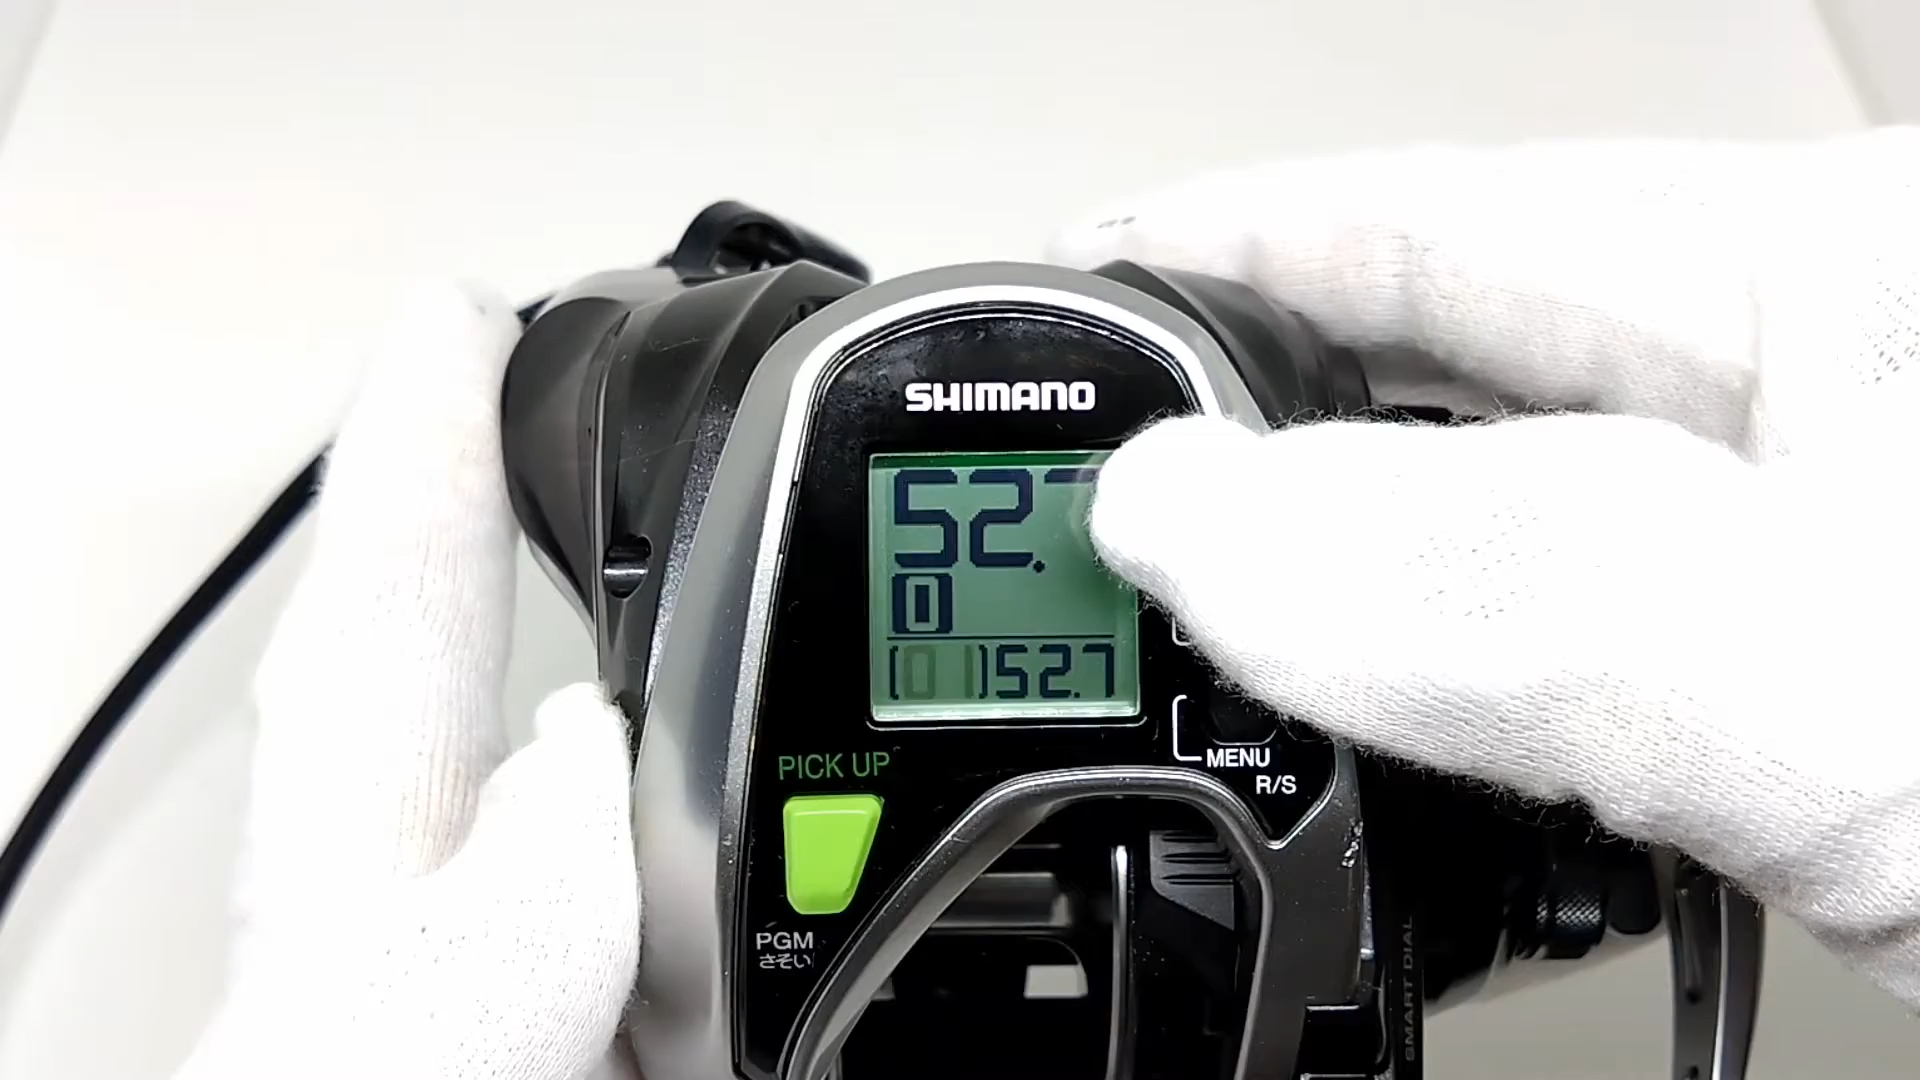 SHIMANO
52.
0
(01)52.7
PICK UP
MENU
R/S
PGM
さそい
SMART DIAL